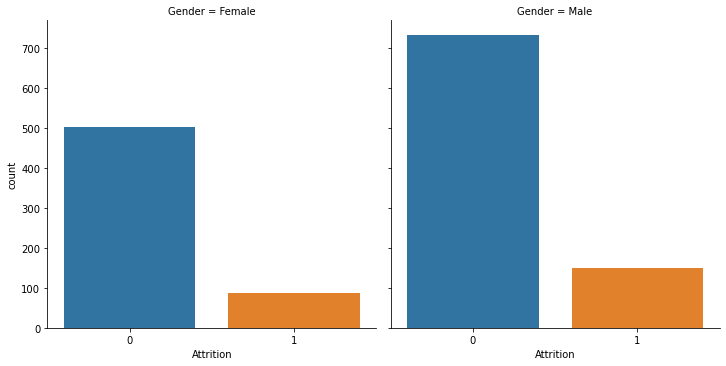 Gender = Female
Gender = Male
700
600
500
400
300
200
100
0
count
0
1
0
1
Attrition
Attrition